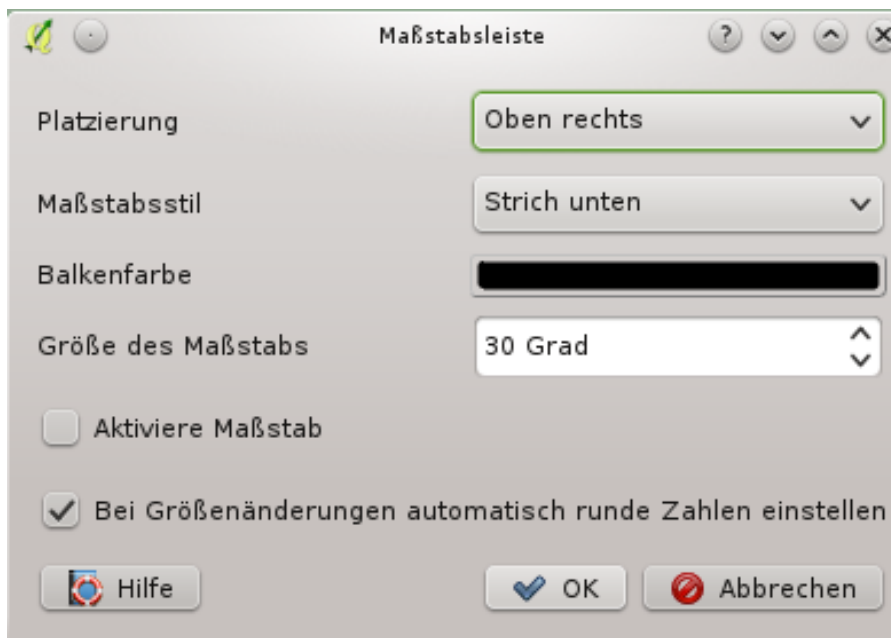 Maßstabsleiste
Platzierung Oben rechts
Maßstabsstil Strich unten
Balkenfarbe
Größe des Maßstabs 30 Grad
Aktiviere Maßstab
Bei Größenänderungen automatisch runde Zahlen einstellen
Hilfe OK Abbrechen